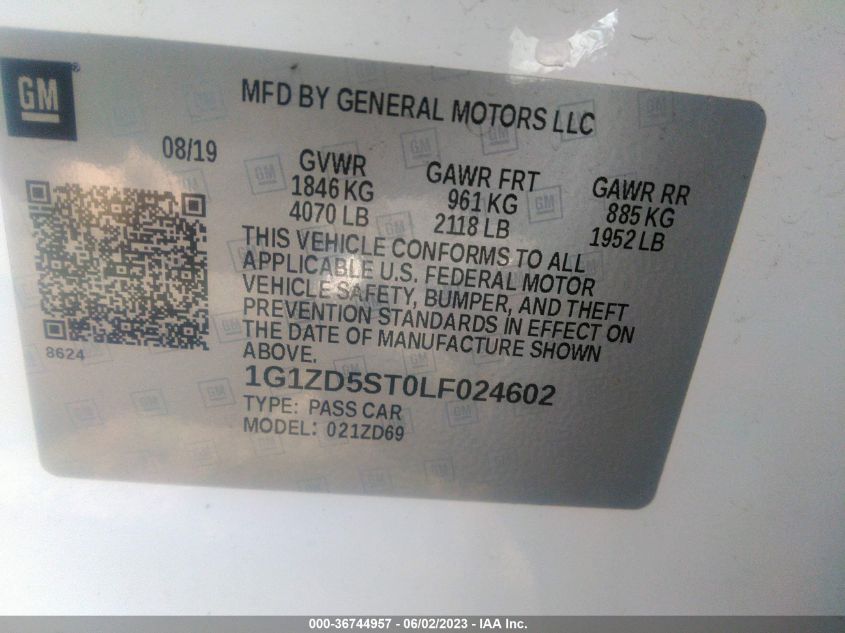 GM
MFD BY GENERAL MOTORS LLC
08/19
GVWR
1846 KG
4070 LB
GAWR FRT
961 KG
2118 LB
GAWR RR
885 KG
1952 LB
THIS VEHICLE CONFORMS TO ALL
APPLICABLE U.S. FEDERAL MOTOR
VEHICLE SAFETY, BUMPER, AND THEFT
PREVENTION STANDARDS IN EFFECT ON
THE DATE OF MANUFACTURE SHOWN
ABOVE.
8624
1G1ZD5ST0LF024602
TYPE: PASS CAR
MODEL: 021ZD69
000-36744957 - 06/02/2023 - IAA Inc.